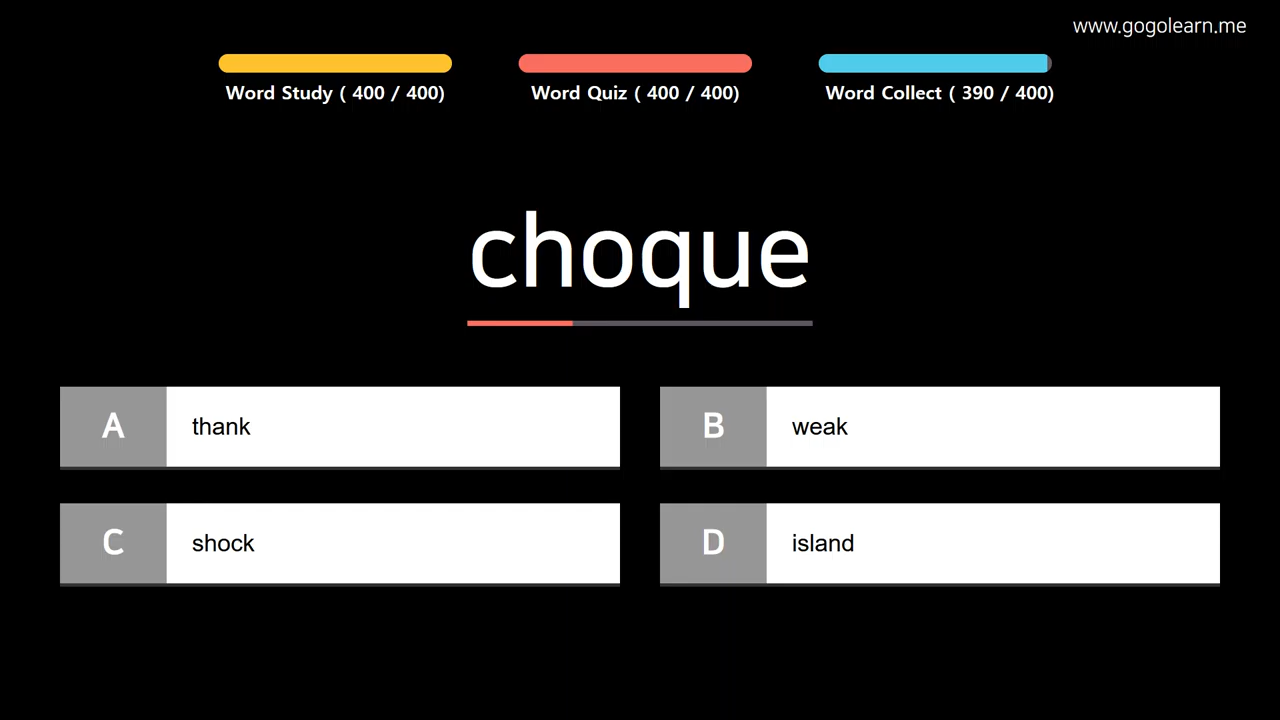 www.gogolearn.me
Word Study ( 400 / 400)
Word Quiz ( 400 / 400)
Word Collect ( 390 / 400)
choque
A thank
B weak
C shock
D island